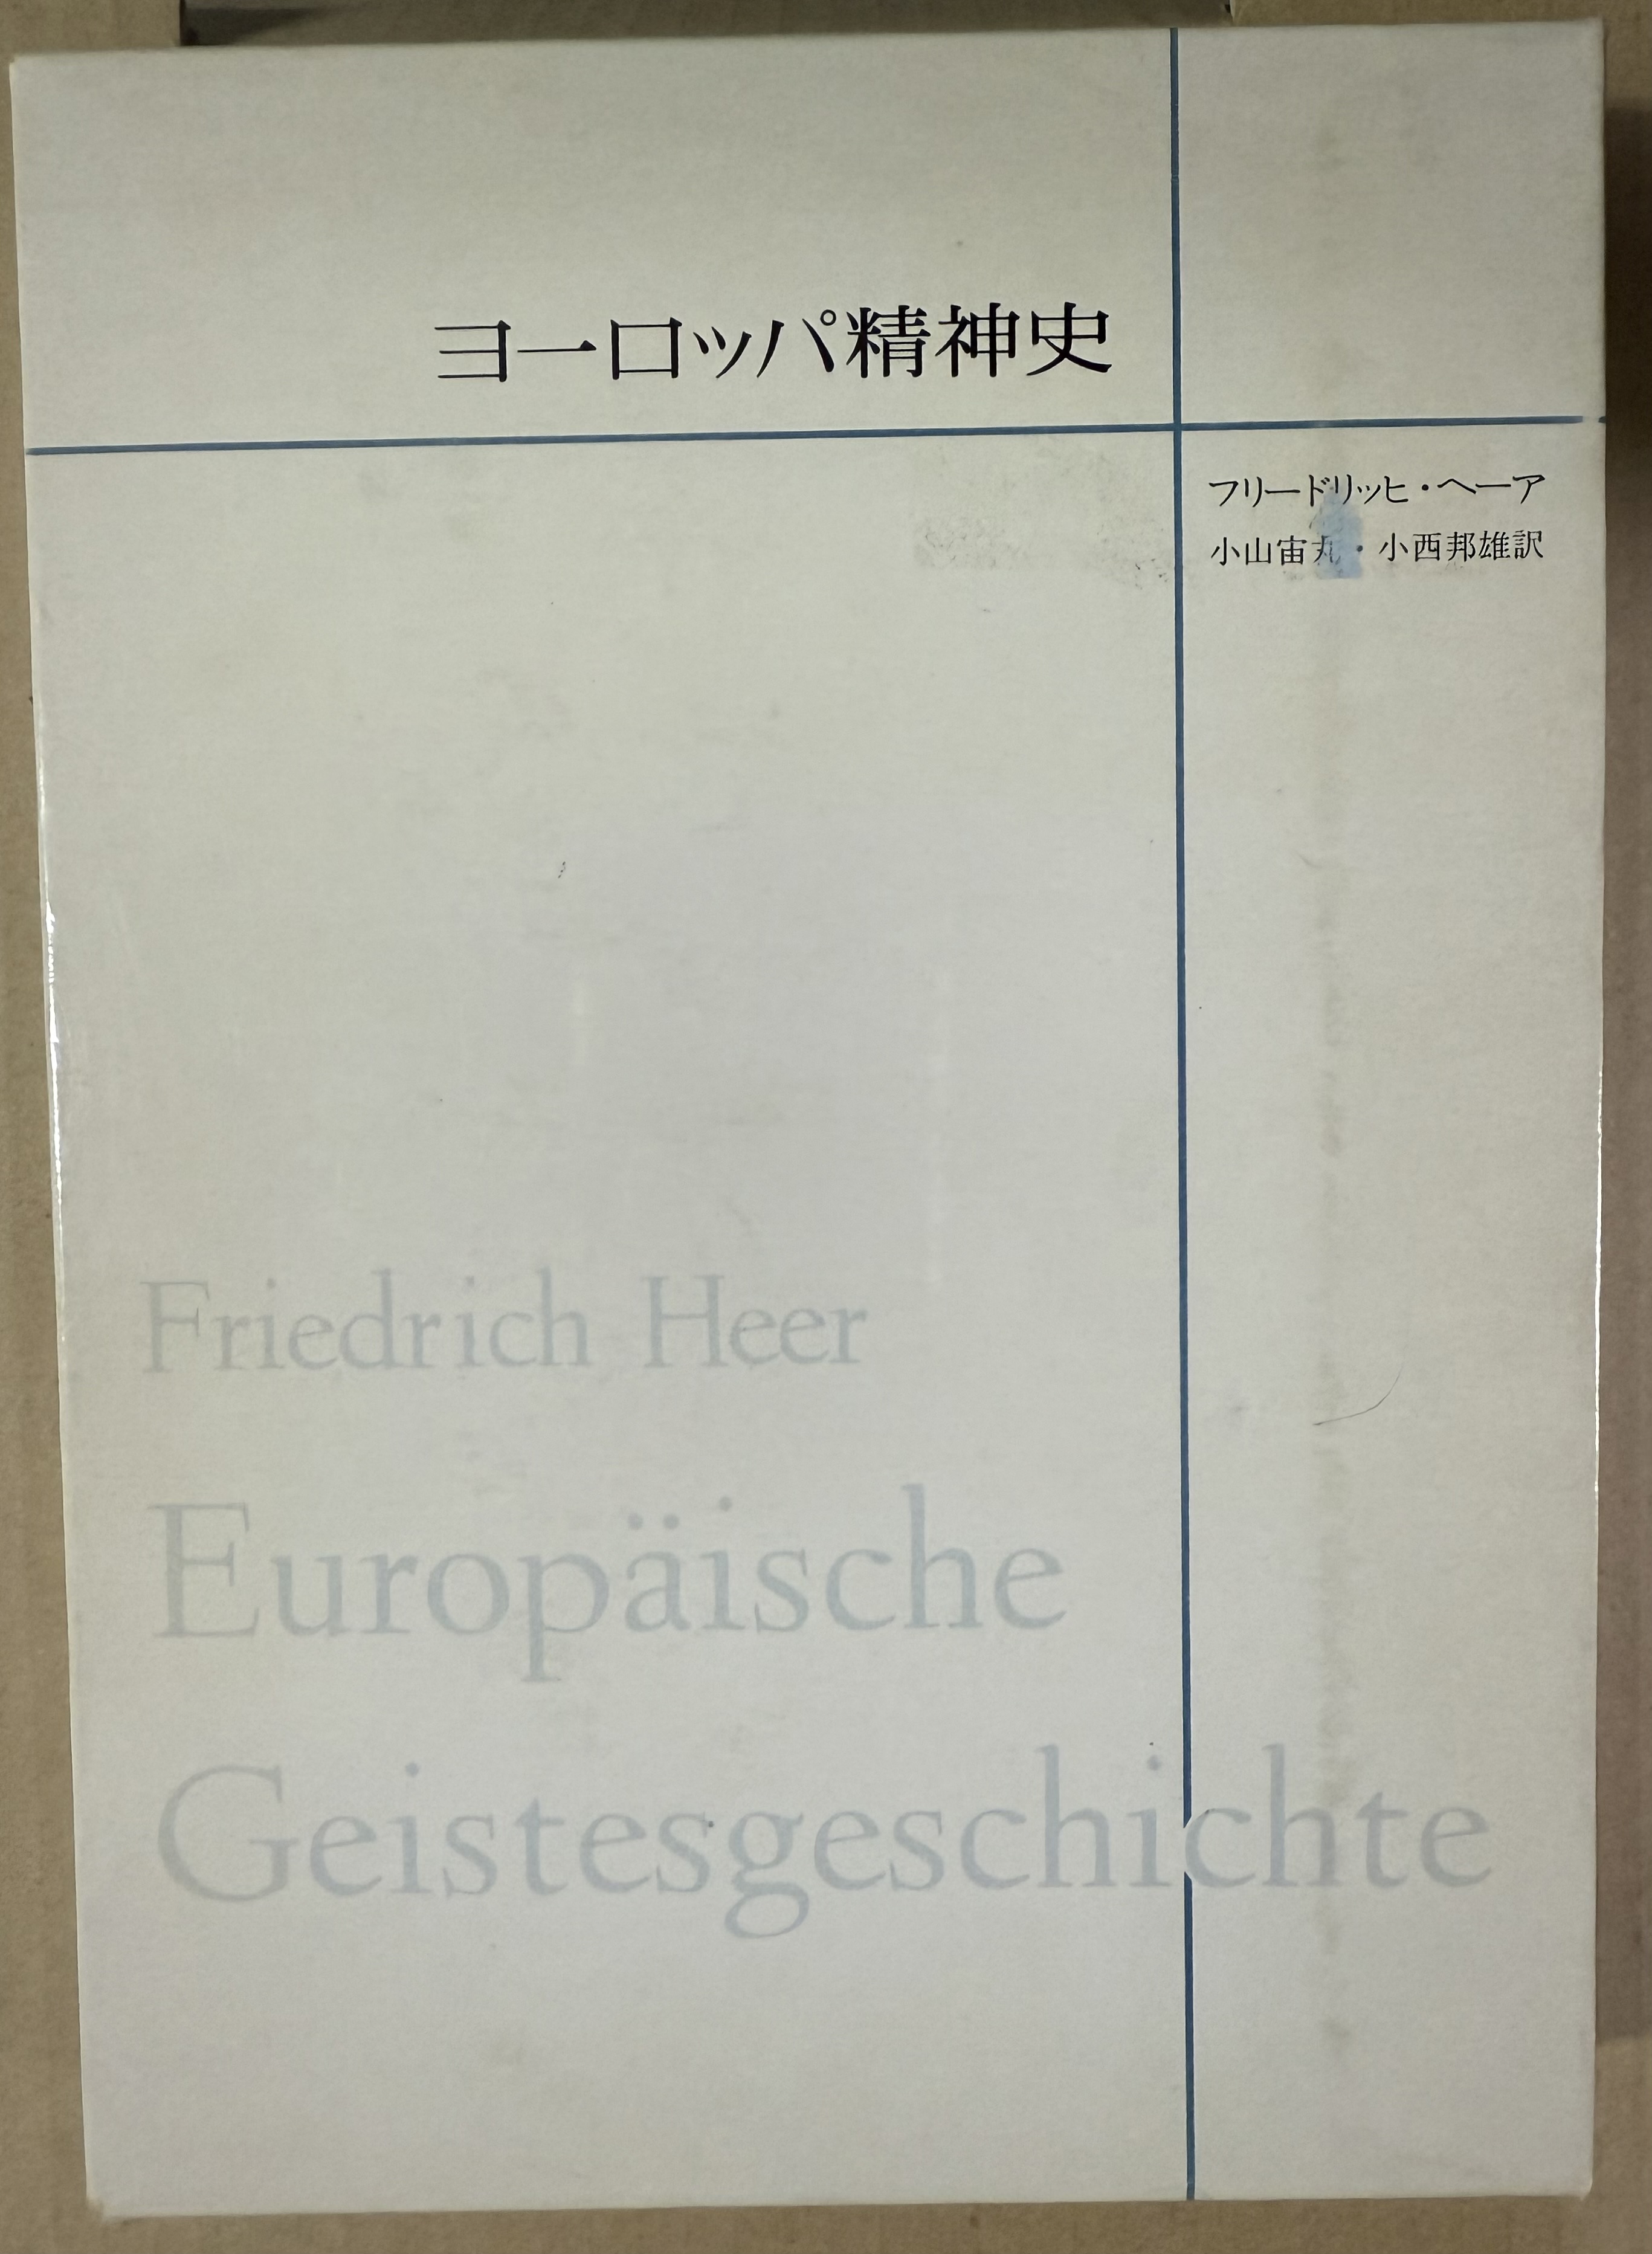 ヨーロッパ精神史
フリードリッヒ・ヘーア
小山宙丸・小西邦雄訳
Friedrich Heer
Europäische
Geistesgeschichte